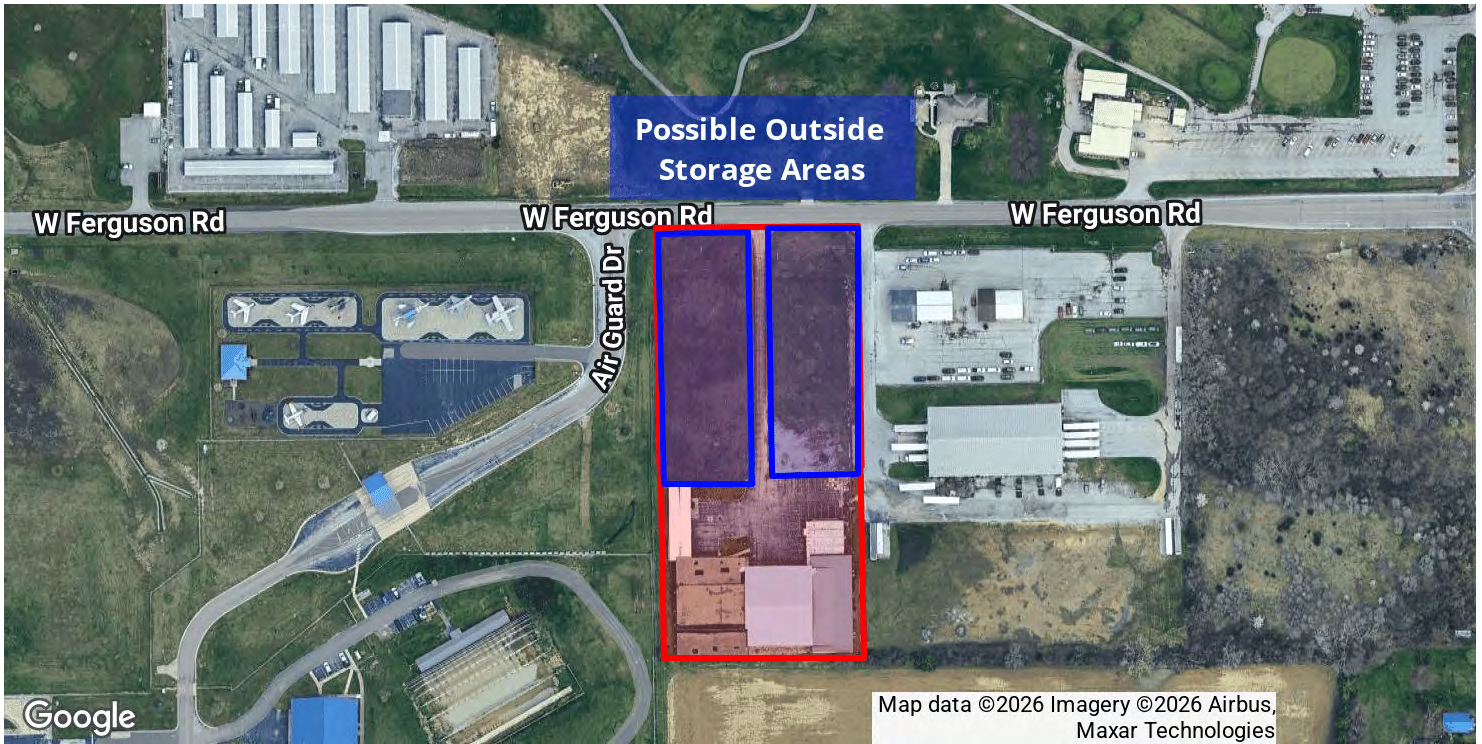 Possible Outside
Storage Areas
W Ferguson Rd
W Ferguson Rd
W Ferguson Rd
Air Guard Dr
Google
Map data ©2026 Imagery ©2026 Airbus,
Maxar Technologies